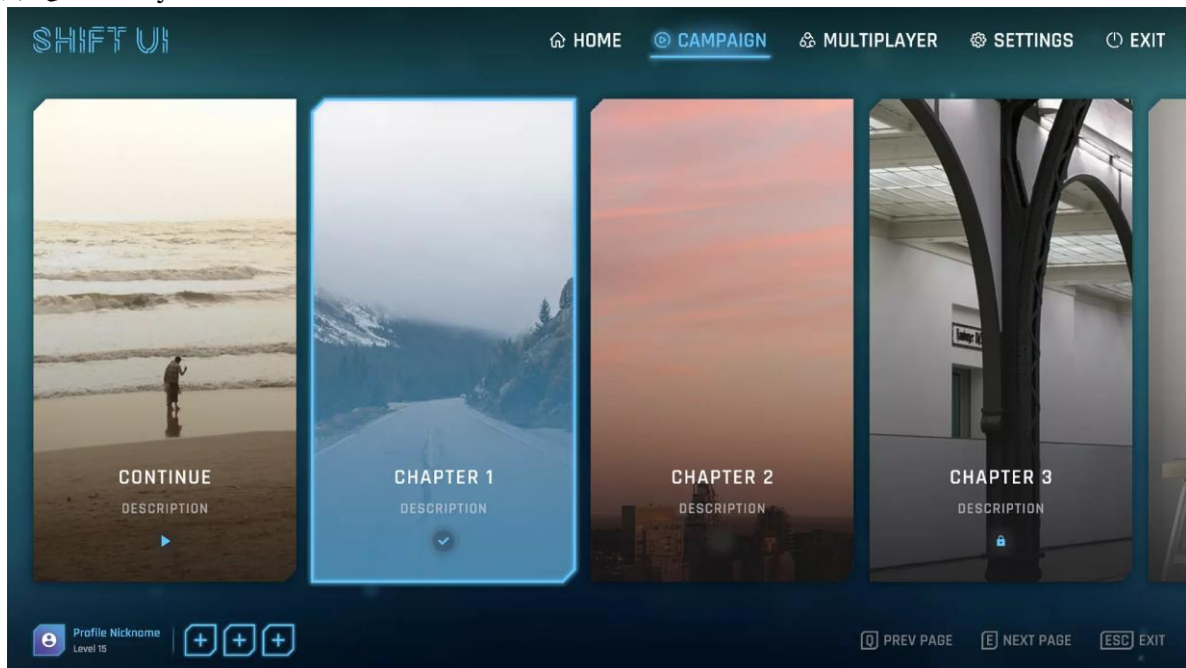 SHIFT UI
HOME CAMPAIGN MULTIPLAYER SETTINGS EXIT
CONTINUE
DESCRIPTION
CHAPTER 1
DESCRIPTION
CHAPTER 2
DESCRIPTION
CHAPTER 3
DESCRIPTION
Profile Nickname
Level 15
Q PREV PAGE E NEXT PAGE ESC EXIT